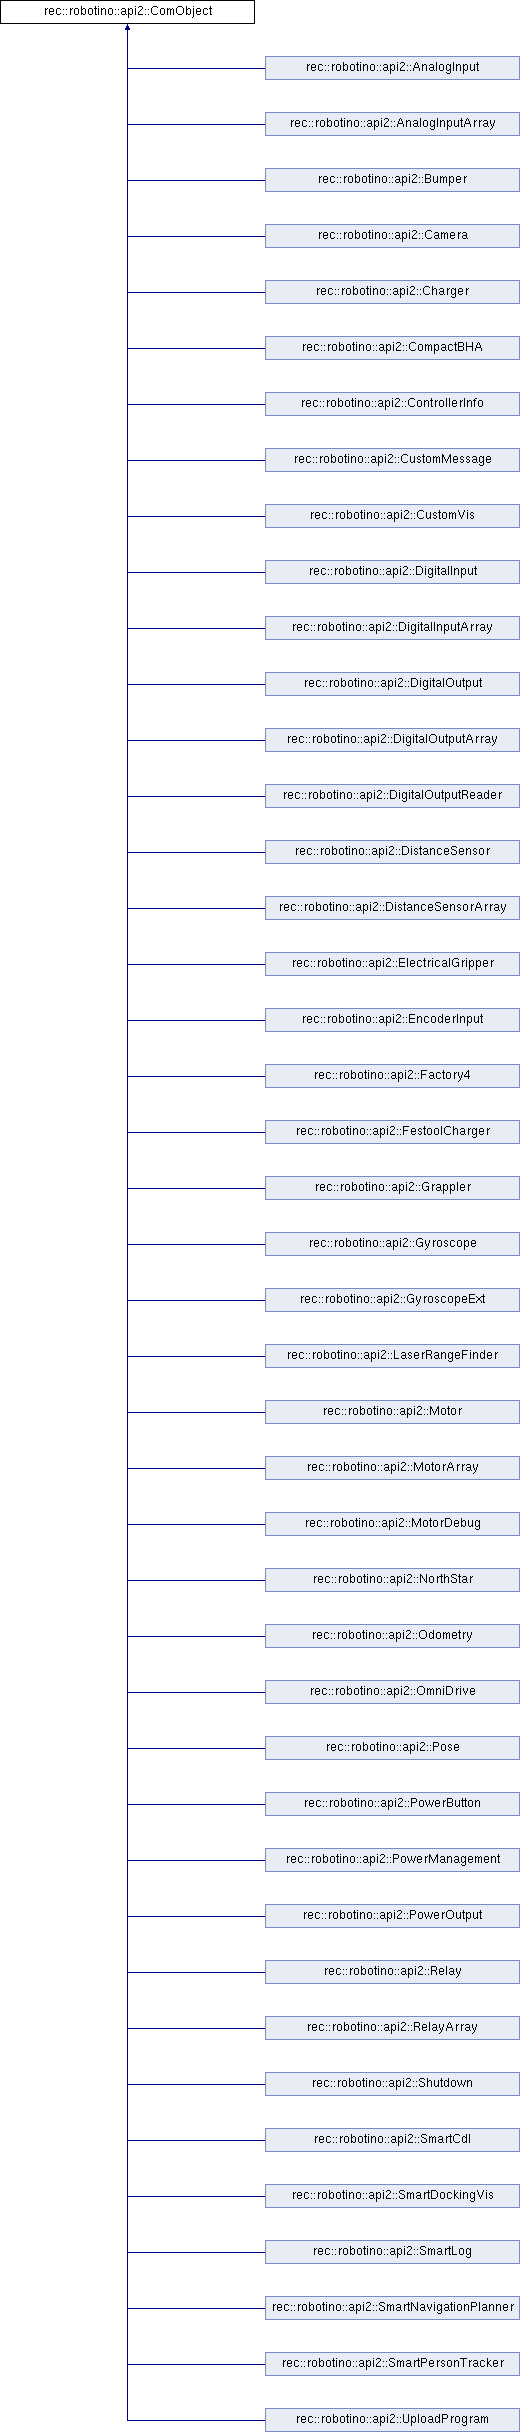 rec::robotino::api2::ComObject
rec::robotino::api2::AnalogInput
rec::robotino::api2::AnalogInputArray
rec::robotino::api2::Bumper
rec::robotino::api2::Camera
rec::robotino::api2::Charger
rec::robotino::api2::CompactBHA
rec::robotino::api2::ControllerInfo
rec::robotino::api2::CustomMessage
rec::robotino::api2::CustomVis
rec::robotino::api2::DigitalInput
rec::robotino::api2::DigitalInputArray
rec::robotino::api2::DigitalOutput
rec::robotino::api2::DigitalOutputArray
rec::robotino::api2::DigitalOutputReader
rec::robotino::api2::DistanceSensor
rec::robotino::api2::DistanceSensorArray
rec::robotino::api2::ElectricalGripper
rec::robotino::api2::EncoderInput
rec::robotino::api2::Factory4
rec::robotino::api2::FestoolCharger
rec::robotino::api2::Grappler
rec::robotino::api2::Gyroscope
rec::robotino::api2::GyroscopeExt
rec::robotino::api2::LaserRangeFinder
rec::robotino::api2::Motor
rec::robotino::api2::MotorArray
rec::robotino::api2::MotorDebug
rec::robotino::api2::NorthStar
rec::robotino::api2::Odometry
rec::robotino::api2::OmniDrive
rec::robotino::api2::Pose
rec::robotino::api2::PowerButton
rec::robotino::api2::PowerManagement
rec::robotino::api2::PowerOutput
rec::robotino::api2::Relay
rec::robotino::api2::RelayArray
rec::robotino::api2::Shutdown
rec::robotino::api2::SmartCdl
rec::robotino::api2::SmartDockingVis
rec::robotino::api2::SmartLog
rec::robotino::api2::SmartNavigationPlanner
rec::robotino::api2::SmartPersonTracker
rec::robotino::api2::UploadProgram